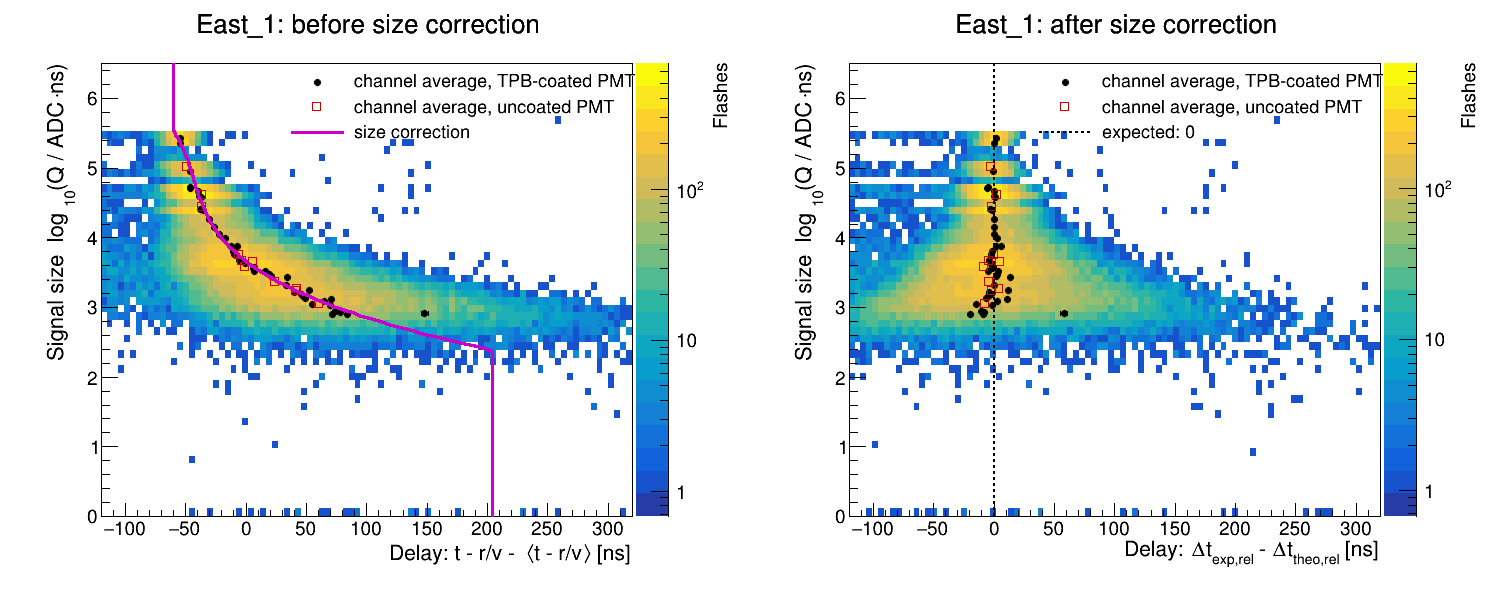 East_1: before size correction
Signal size log10(Q / ADC·ns)
channel average, TPB-coated PMT
channel average, uncoated PMT
size correction
Flashes
6
5
4
3
2
1
0
10²
10
1
−100 −50 0 50 100 150 200 250 300
Delay: t - r/v - ⟨t - r/v⟩ [ns]
East_1: after size correction
Signal size log10(Q / ADC·ns)
channel average, TPB-coated PMT
channel average, uncoated PMT
expected: 0
Flashes
6
5
4
3
2
1
0
10²
10
1
−100 −50 0 50 100 150 200 250 300
Delay: Δtexp,rel - Δttheo,rel [ns]